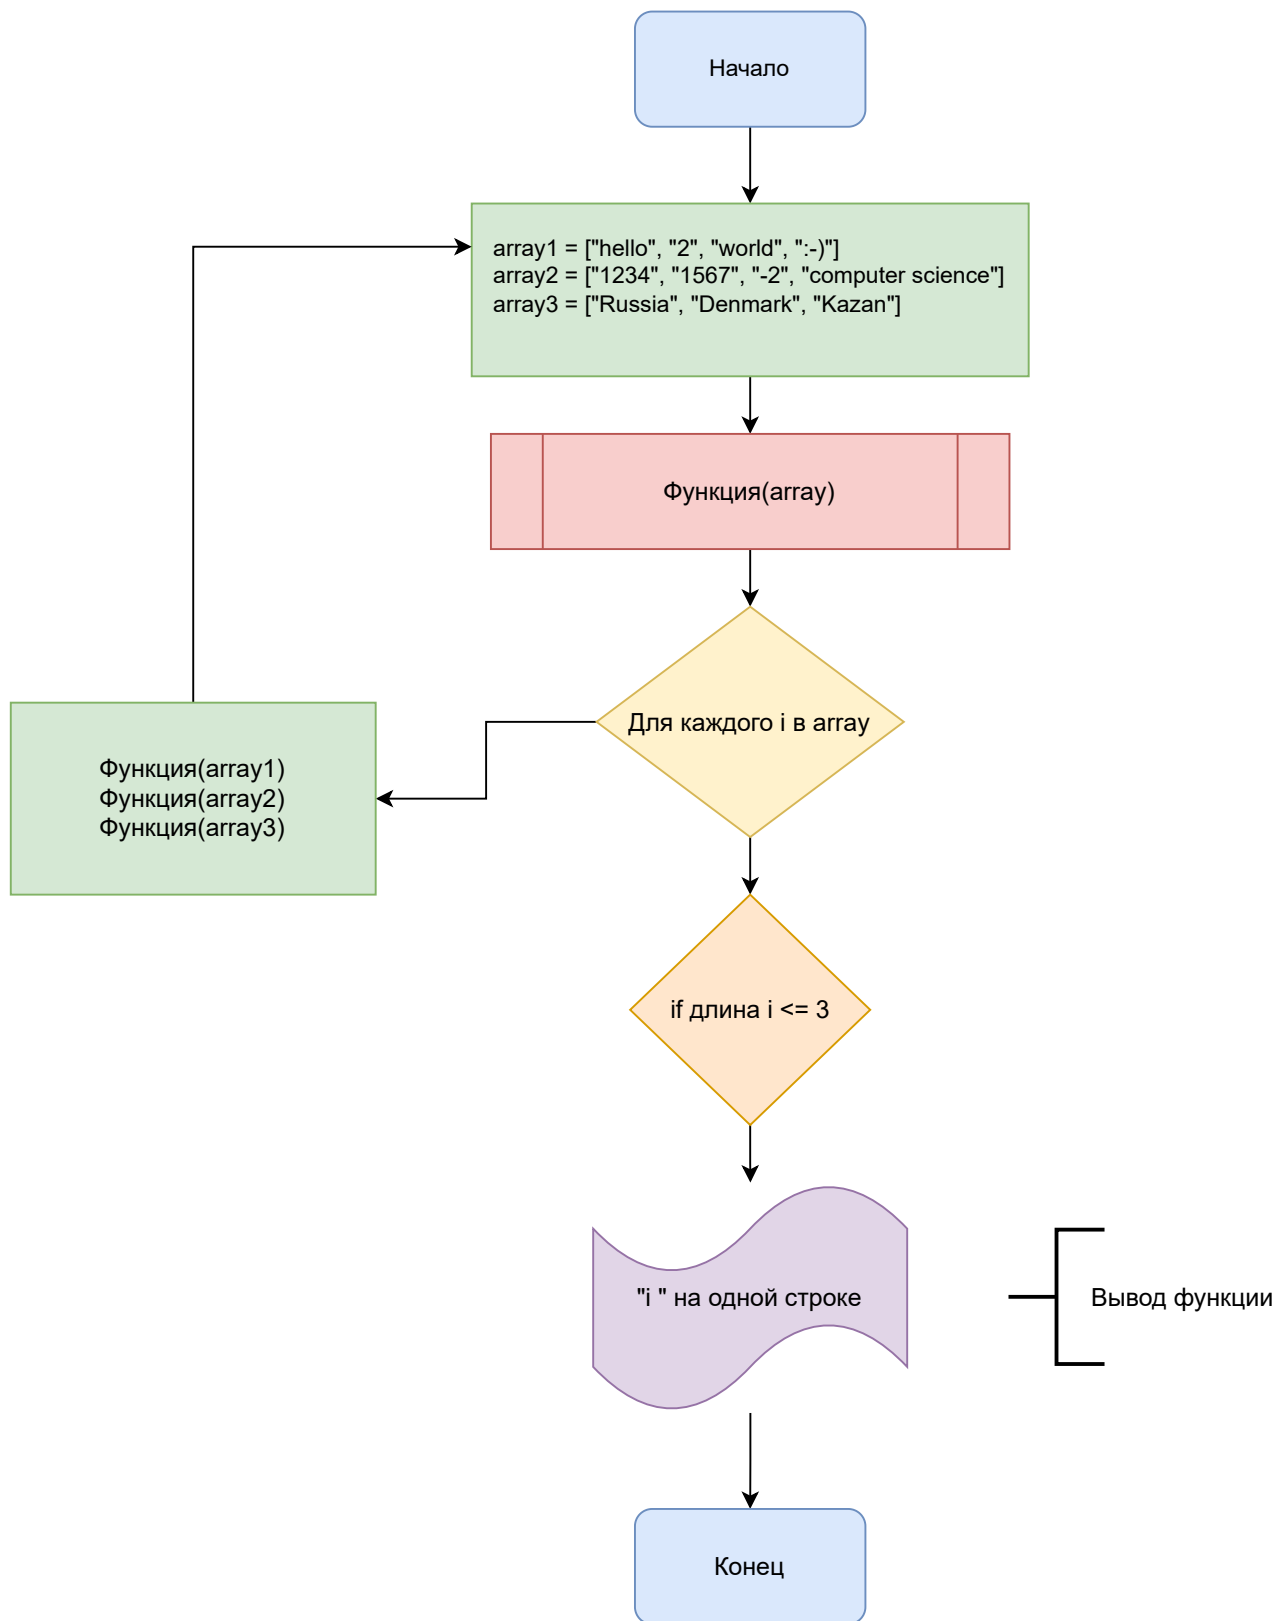 Начало
array1 = ["hello", "2", "world", ":-)"]
array2 = ["1234", "1567", "-2", "computer science"]
array3 = ["Russia", "Denmark", "Kazan"]
Функция(array)
Для каждого i в array
Функция(array1)
Функция(array2)
Функция(array3)
if длина i <= 3
"i " на одной строке
Вывод функции
Конец